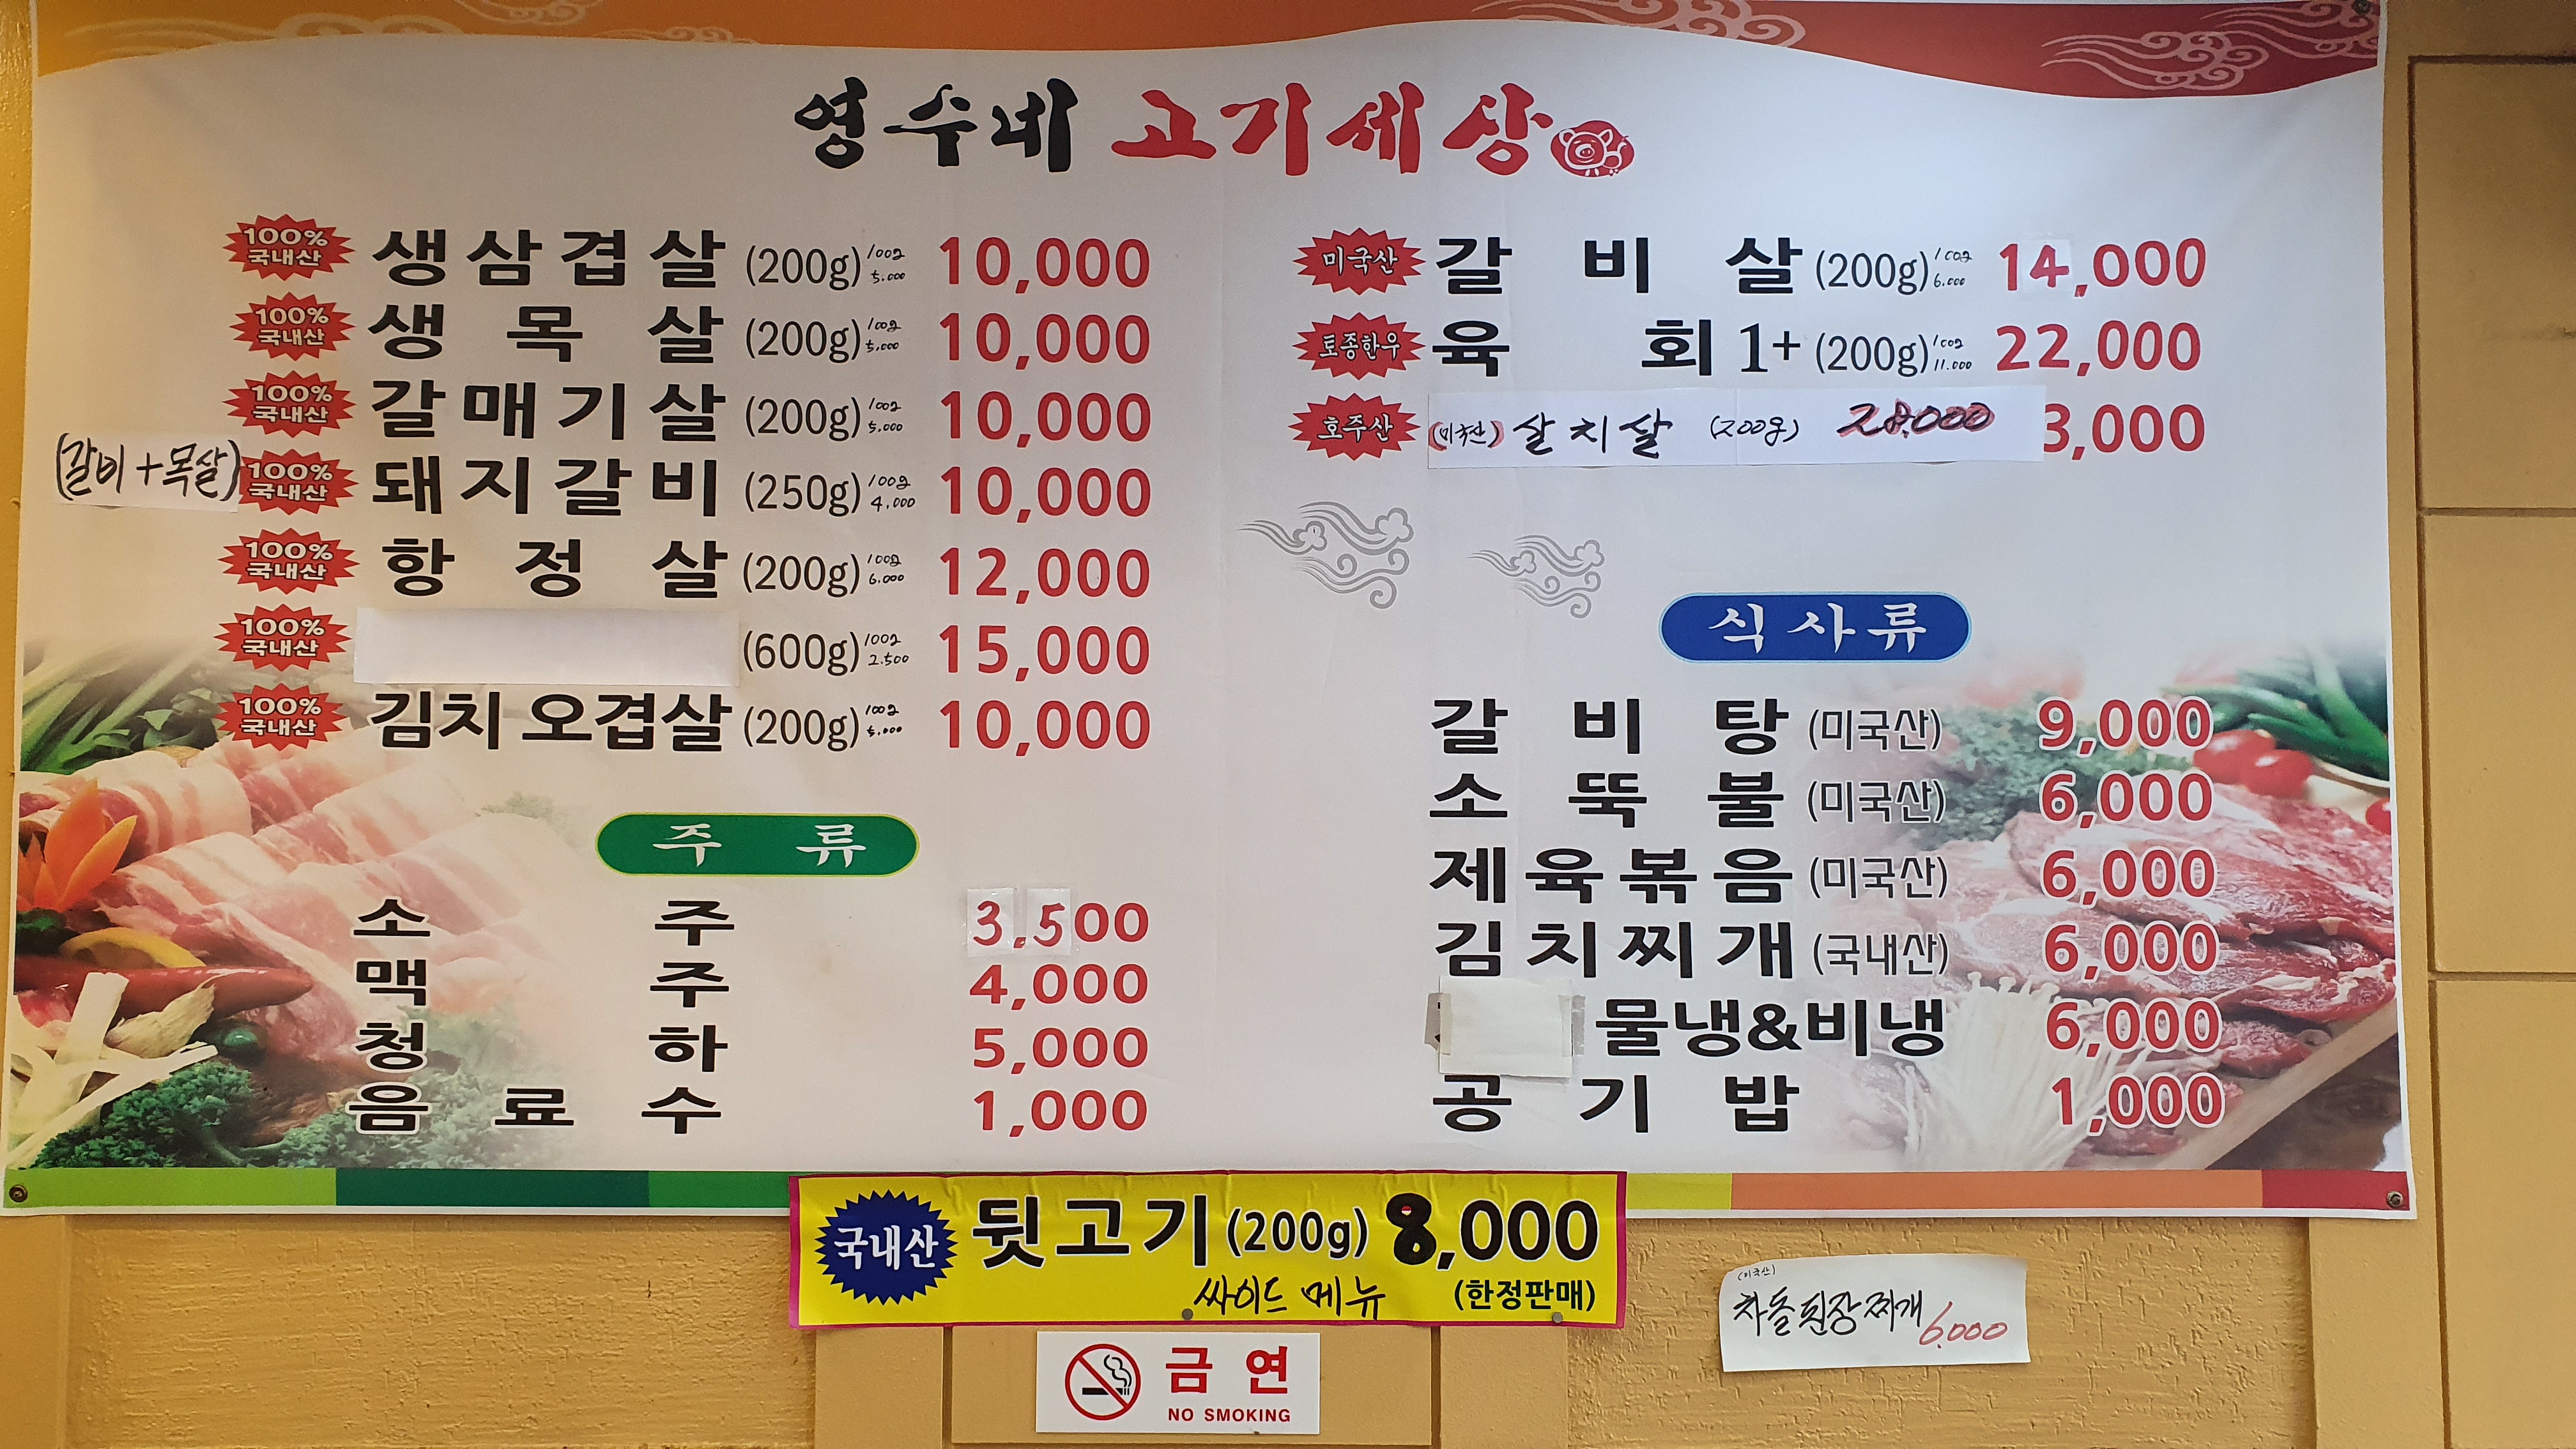 영수네 고기세상
100% 국내산 생삼겹살 (200g) 100g 5.000 10,000
100% 국내산 생목살 (200g) 100g 5,000 10,000
100% 국내산 갈매기살 (200g) 100g 5,000 10,000
(갈비+목살) 100% 국내산 돼지갈비 (250g) 100g 4,000 10,000
100% 국내산 항정살 (200g) 100g 6.000 12,000
100% 국내산 (600g) 100g 2.500 15,000
100% 국내산 김치오겹살 (200g) 100g 5.000 10,000
주류
소주 3,500
맥주 4,000
청하 5,000
음료수 1,000
미국산 갈비살 (200g) 100g 6.000 14,000
토종한우 육회 1+ (200g) 100g 11.000 22,000
호주산 (미국산) 살치살 (200g) 28.000 3,000
식사류
갈비탕 (미국산) 9,000
소뚝불 (미국산) 6,000
제육볶음 (미국산) 6,000
김치찌개 (국내산) 6,000
물냉&비냉 6,000
공기밥 1,000
국내산 뒷고기 (200g) 8,000
싸이드 메뉴 (한정판매)
(미국산)
차돌된장찌개 6.000
금연
NO SMOKING